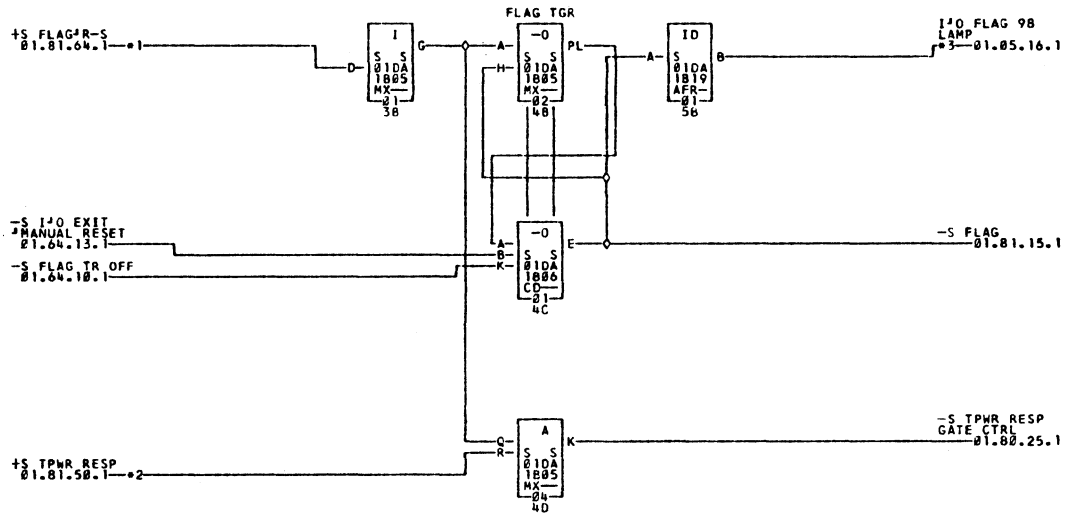 FLAG TGR
+S FLAG R-S
01.81.64.1 *1
D
I
G
S S
01DA
1B05
MX
01
3B
A
H
-O
PL
S S
01DA
1B05
MX
02
4B
A
ID
B
S S
01DA
1B19
AFR-
01
5B
I O FLAG 98
LAMP
*3 01.05.16.1
-S I O EXIT
MANUAL RESET
01.64.13.1
-S FLAG TR OFF
01.64.10.1
A
B
K
-O
E
S S
01DA
1B06
CD
01
4C
-S FLAG
01.81.15.1
+S TPWR RESP
01.81.50.1 *2
Q
R
A
K
S S
01DA
1B05
MX
04
4D
-S TPWR RESP
GATE CTRL
01.80.25.1